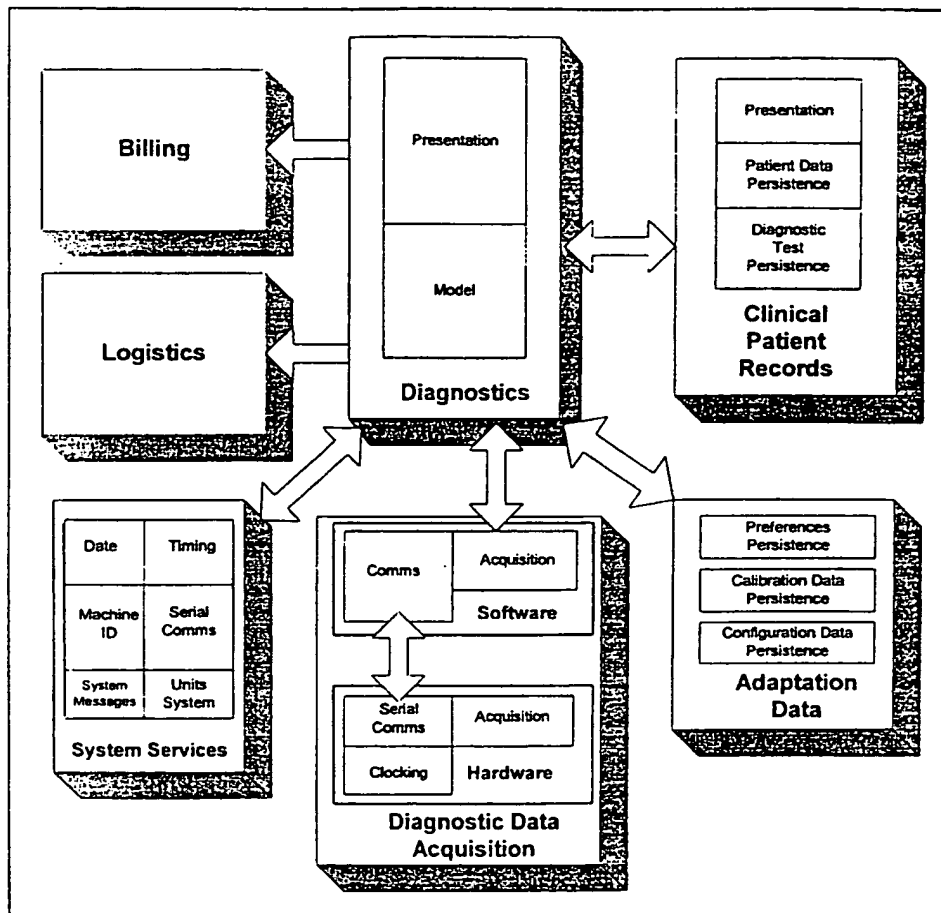 Billing
Logistics
Presentation
Model
Diagnostics
Presentation
Patient Data
Persistence
Diagnostic
Test
Persistence
Clinical
Patient
Records
Date
Timing
Machine
ID
Serial
Comms
System
Messages
Units
System
System Services
Comms
Acquisition
Software
Serial
Comms
Acquisition
Clocking
Hardware
Diagnostic Data
Acquisition
Preferences
Persistence
Calibration Data
Persistence
Configuration Data
Persistence
Adaptation
Data